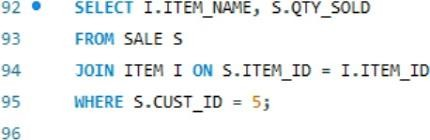 92 SELECT I.ITEM_NAME, S.QTY_SOLD
93 FROM SALE S
94 JOIN ITEM I ON S.ITEM_ID = I.ITEM_ID
95 WHERE S.CUST_ID = 5;
96